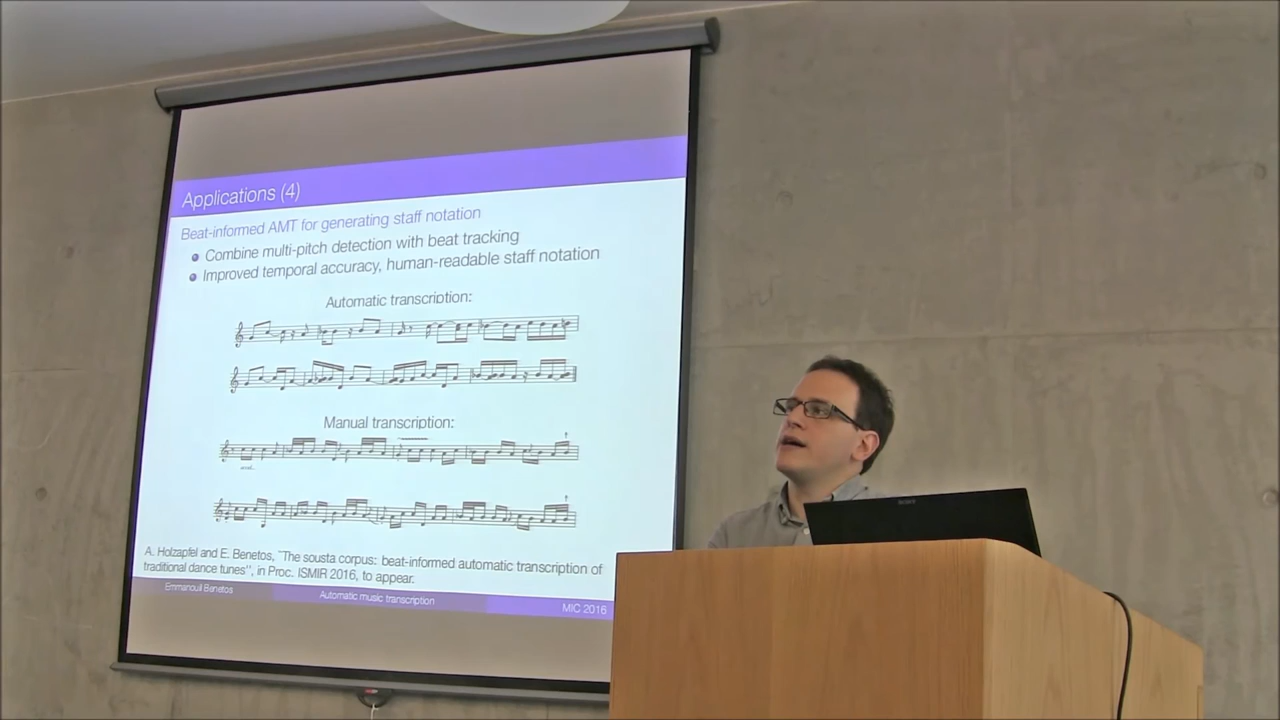 Applications (4)
Beat-informed AMT for generating staff notation
Combine multi-pitch detection with beat tracking
Improved temporal accuracy, human-readable staff notation
Automatic transcription:
Manual transcription:
A. Holzapfel and E. Benetos, "The sousta corpus: beat-informed automatic transcription of
traditional dance tunes", in Proc. ISMIR 2016, to appear.
Emmanouil Benetos
Automatic music transcription
MIC 2016
SONY